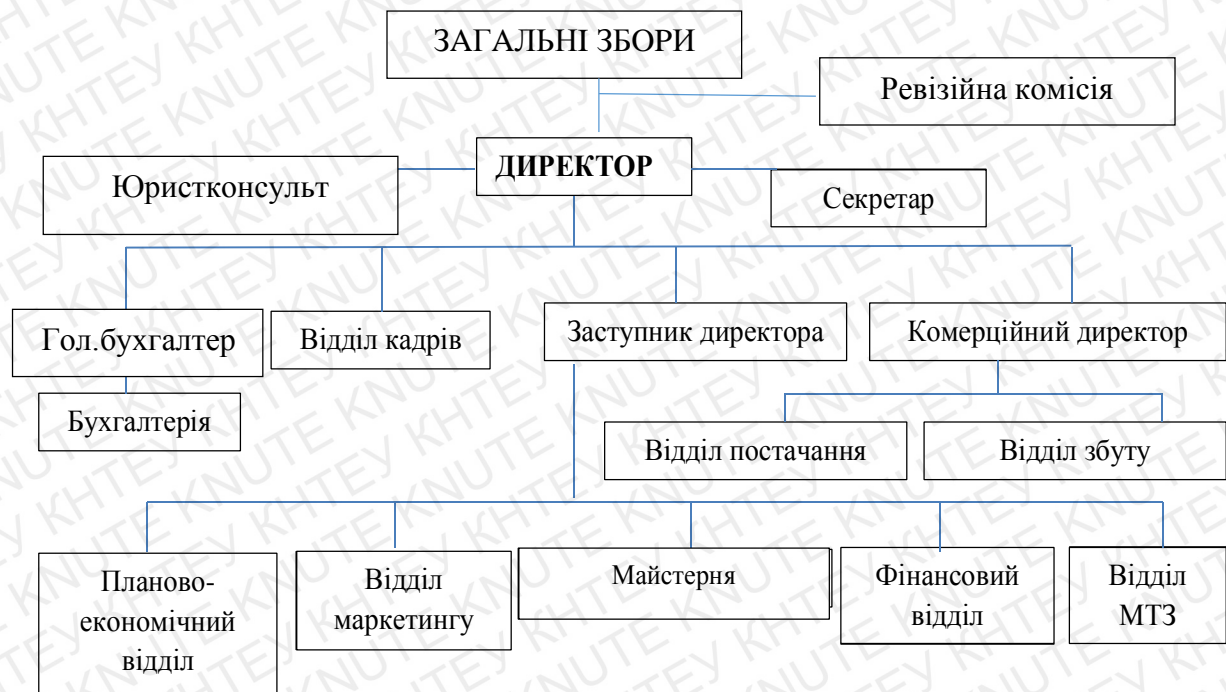 ЗАГАЛЬНІ ЗБОРИ
Ревізійна комісія
ДИРЕКТОР
Юристконсульт
Секретар
Гол.бухгалтер
Відділ кадрів
Заступник директора
Комерційний директор
Бухгалтерія
Відділ постачання
Відділ збуту
Планово-
економічний
відділ
Відділ
маркетингу
Майстерня
Фінансовий
відділ
Відділ
МТЗ